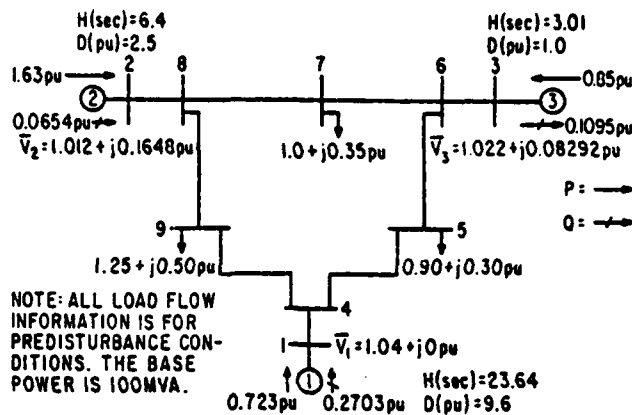 H(sec)=6.4
D(pu)=2.5
H(sec)=3.01
D(pu)=1.0
1.63pu
2
8
7
6
3
0.85pu
2
3
0.0654pu
0.1095pu
V̅₂=1.012+j0.1648pu
1.0+j0.35pu
V̅₃=1.022+j0.08292pu
P=
Q=
9
5
1.25+j0.50pu
0.90+j0.30pu
NOTE: ALL LOAD FLOW
INFORMATION IS FOR
PREDISTURBANCE CON-
DITIONS. THE BASE
POWER IS 100MVA.
4
1
V̅₁=1.04+j0pu
1
H(sec)=23.64
D(pu)=9.6
0.723pu
0.2703pu